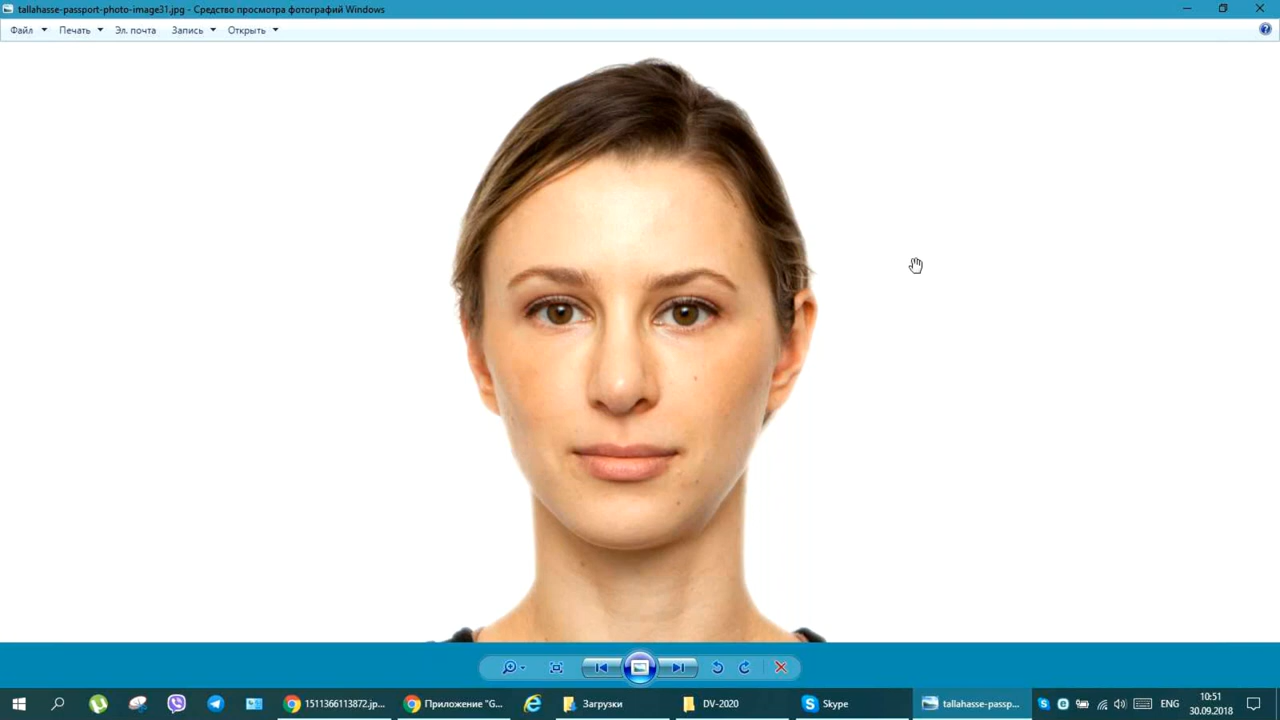 tallahasse-passport-photo-image31.jpg - Средство просмотра фотографий Windows
Файл Печать Эл. почта Запись Открыть
1511366113872.jp...
Приложение "G...
Загрузки
DV-2020
Skype
tallahasse-passp...
ENG
10:51
30.09.2018